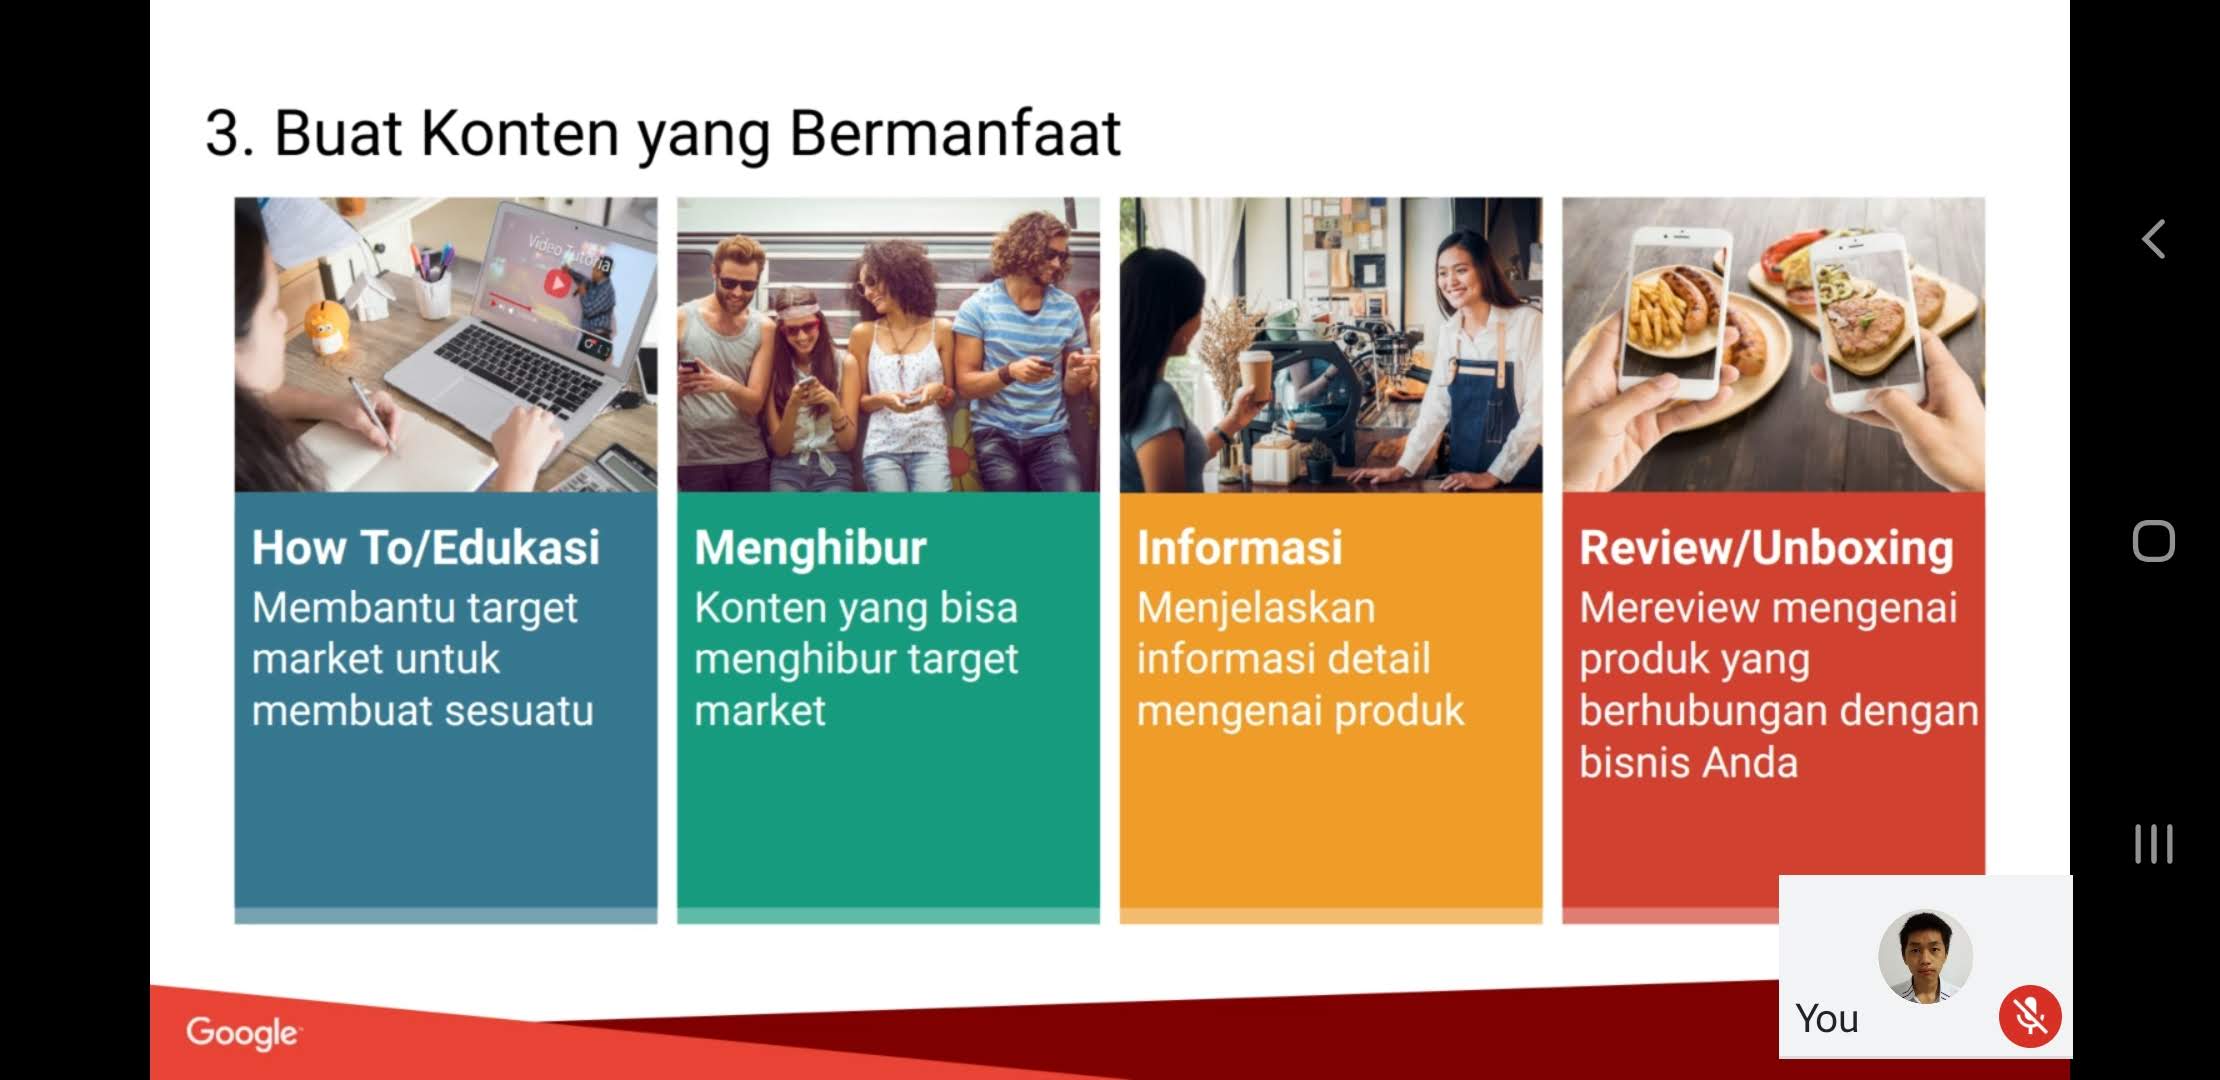 3. Buat Konten yang Bermanfaat
Video Tutorial
How To/Edukasi
Membantu target
market untuk
membuat sesuatu
Menghibur
Konten yang bisa
menghibur target
market
Informasi
Menjelaskan
informasi detail
mengenai produk
Review/Unboxing
Mereview mengenai
produk yang
berhubungan dengan
bisnis Anda
Google
You